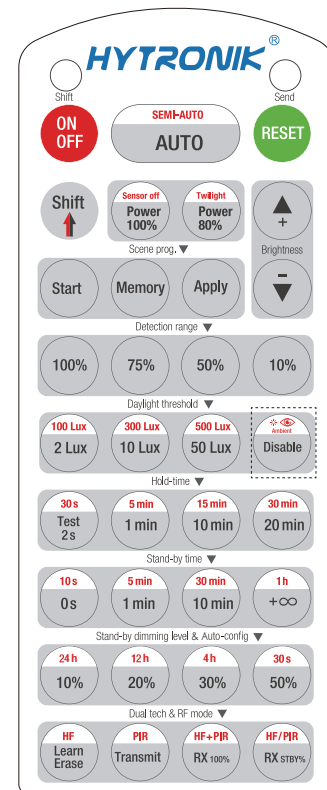 HYTRONIK®
Shift
Send
ON
OFF
SEMI-AUTO
AUTO
RESET
Shift
Sensor off
Power
100%
Twilight
Power
80%
+
Brightness
Scene prog. ▼
Start
Memory
Apply
-
Detection range ▼
100%
75%
50%
10%
Daylight threshold ▼
100 Lux
2 Lux
300 Lux
10 Lux
500 Lux
50 Lux
Ambient
Disable
Hold-time ▼
30 s
Test
2 s
5 min
1 min
15 min
10 min
30 min
20 min
Stand-by time ▼
10 s
0 s
5 min
1 min
30 min
10 min
1 h
+∞
Stand-by dimming level & Auto-config ▼
24 h
10%
12 h
20%
4 h
30%
30 s
50%
Dual tech & RF mode ▼
HF
Learn
Erase
PIR
Transmit
HF+PIR
RX 100%
HF/PIR
RX STBY%